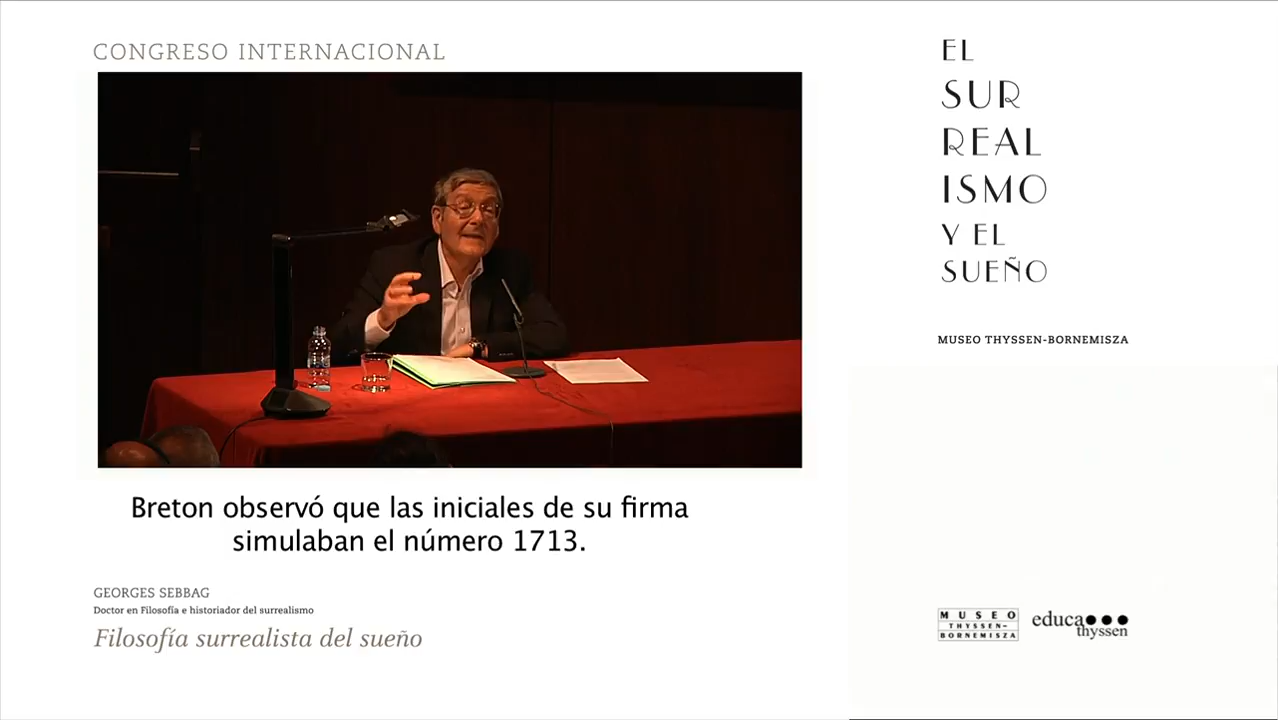 CONGRESO INTERNACIONAL
EL
SUR
REAL
ISMO
Y EL
SUEÑO
MUSEO THYSSEN-BORNEMISZA
Breton observó que las iniciales de su firma
simulaban el número 1713.
GEORGES SEBBAG
Doctor en Filosofía e historiador del surrealismo
Filosofía surrealista del sueño
MUSEO
THYSSEN-
BORNEMISZA
educa
thyssen